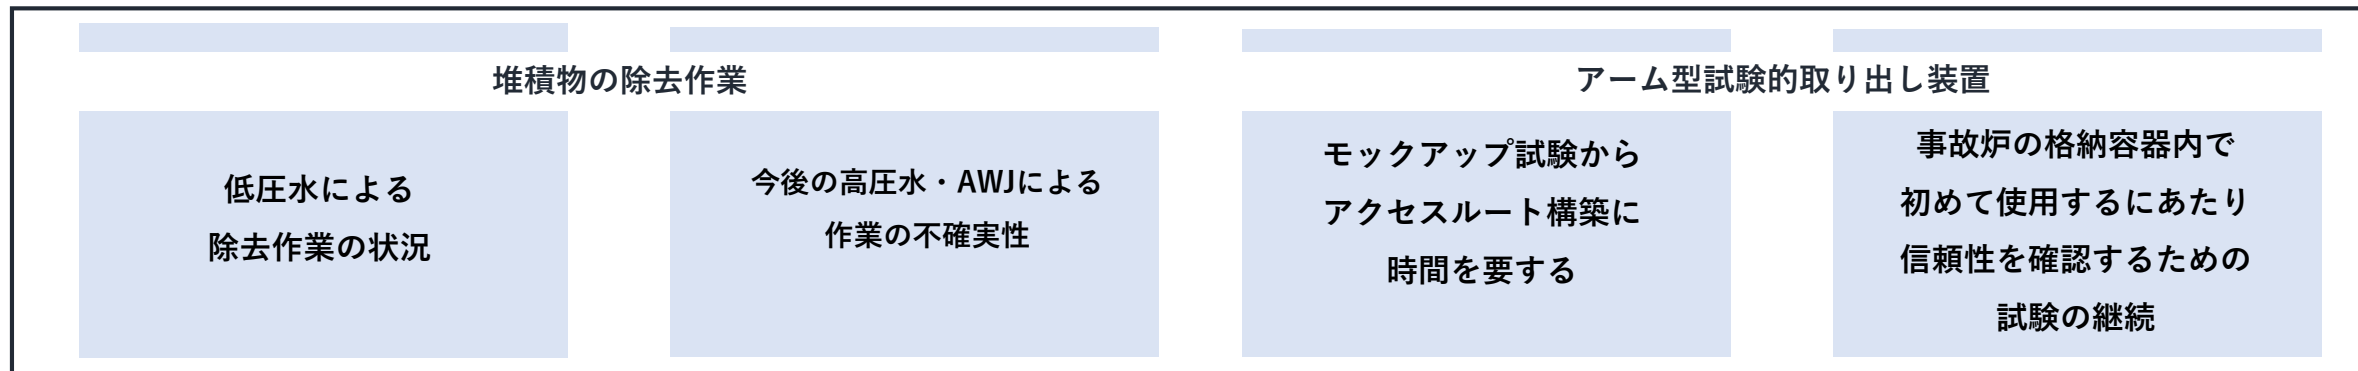 堆積物の除去作業
アーム型試験的取り出し装置
低圧水による
除去作業の状況
今後の高圧水・AWJによる
作業の不確実性
モックアップ試験から
アクセスルート構築に
時間を要する
事故炉の格納容器内で
初めて使用するにあたり
信頼性を確認するための
試験の継続